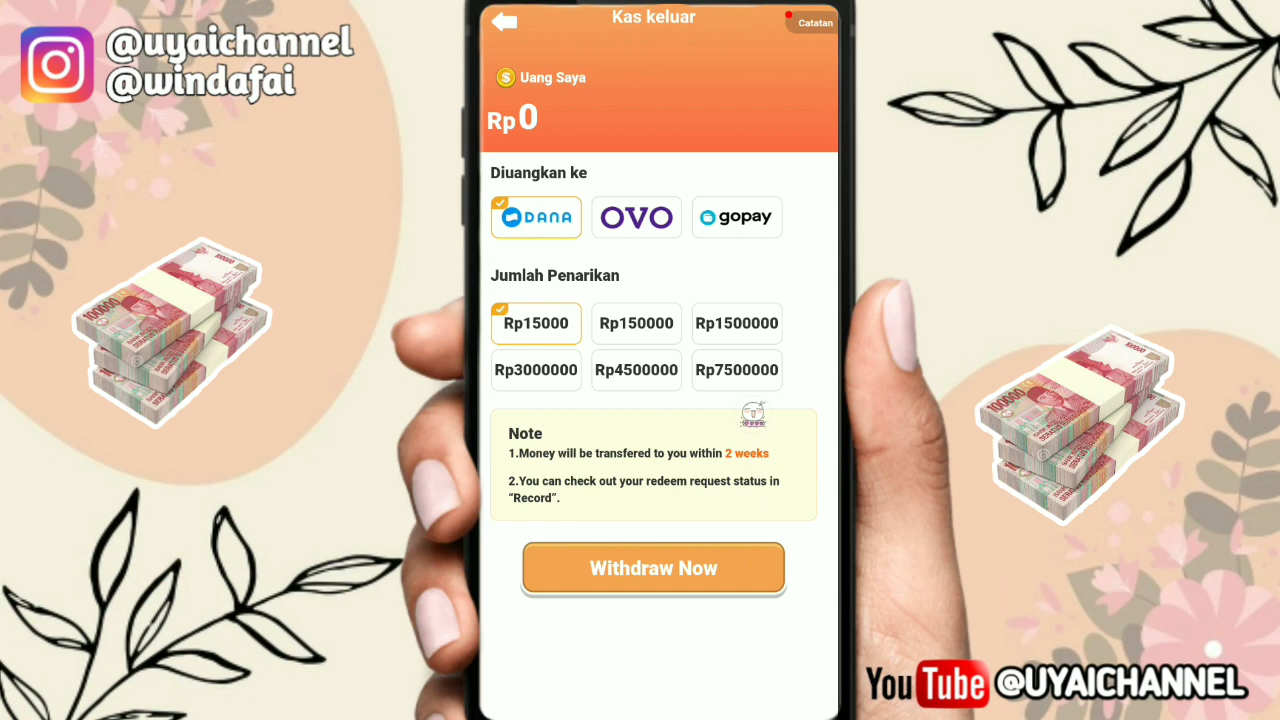 @uyaichannel
@windafai
Kas keluar
Catatan
Uang Saya
Rp0
Diuangkan ke
DANA
OVO
gopay
Jumlah Penarikan
Rp15000
Rp150000
Rp1500000
Rp3000000
Rp4500000
Rp7500000
Note
1.Money will be transfered to you within 2 weeks
2.You can check out your redeem request status in
“Record”.
Withdraw Now
100000
100000
YouTube @UYAICHANNEL